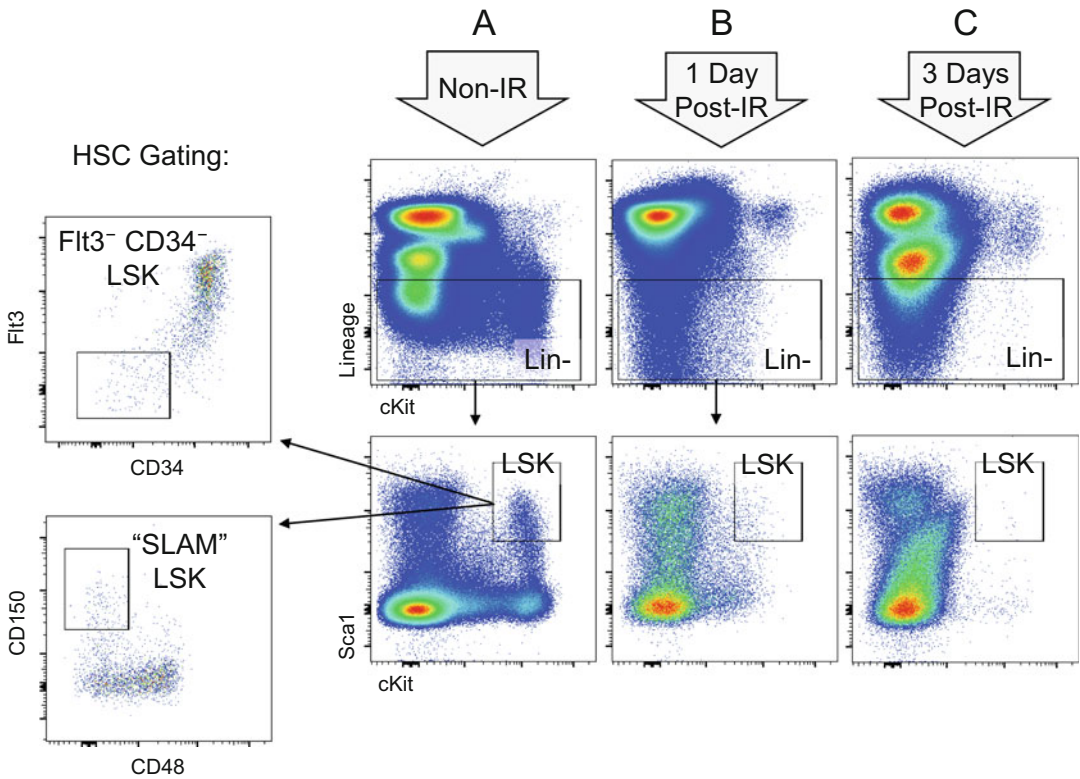 A
B
C
Non-IR
1 Day
Post-IR
3 Days
Post-IR
HSC Gating:
Flt3⁻ CD34⁻
LSK
Flt3
CD34
"SLAM"
LSK
CD150
CD48
Lineage
Lin-
cKit
Lin-
Lin-
LSK
Sca1
cKit
LSK
LSK